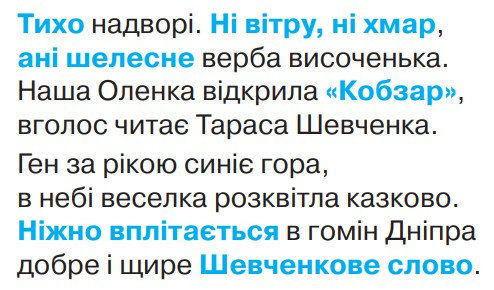 Тихо надворі. Ні вітру, ні хмар,
ані шелесне верба височенька.
Наша Оленка відкрила «Кобзар»,
вголос читає Тараса Шевченка.
Ген за рікою синіє гора,
в небі веселка розквітла казково.
Ніжно вплітається в гомін Дніпра
добре і щире Шевченкове слово.